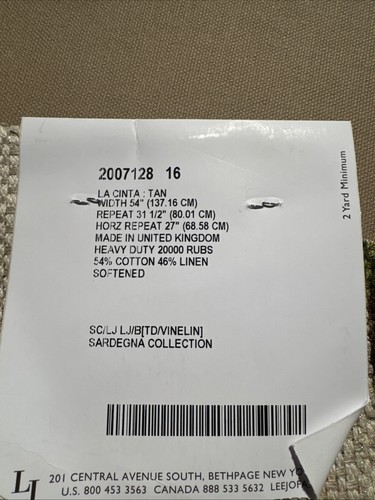 2007128 16
LA CINTA : TAN
WIDTH 54" (137.16 CM)
REPEAT 31 1/2" (80.01 CM)
HORZ REPEAT 27" (68.58 CM)
MADE IN UNITED KINGDOM
HEAVY DUTY 20000 RUBS
54% COTTON 46% LINEN
SOFTENED
2 Yard Minimum
SC/LJ LJ/B[TD/VINELIN]
SARDEGNA COLLECTION
LJ
201 CENTRAL AVENUE SOUTH, BETHPAGE NEW YO
U.S. 800 453 3563 CANADA 888 533 5632 LEEJOFA